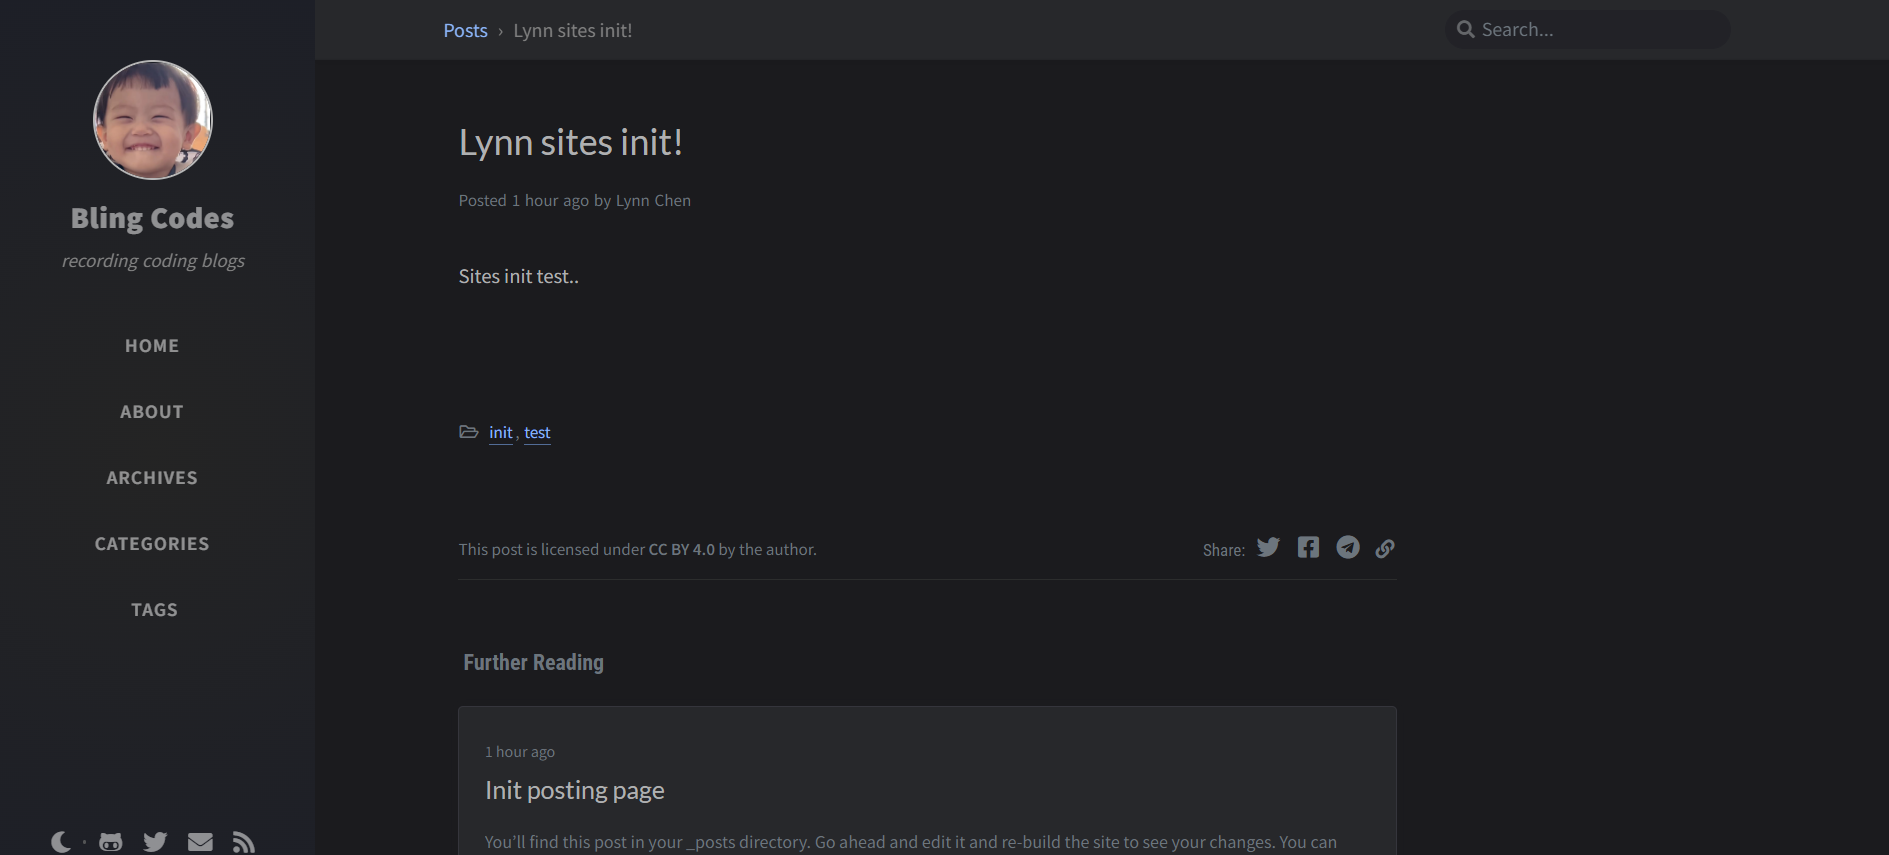 Bling Codes
recording coding blogs
HOME
ABOUT
ARCHIVES
CATEGORIES
TAGS
Posts › Lynn sites init!
Search...
Lynn sites init!
Posted 1 hour ago by Lynn Chen
Sites init test..
init, test
This post is licensed under CC BY 4.0 by the author.
Share:
Further Reading
1 hour ago
Init posting page
You’ll find this post in your _posts directory. Go ahead and edit it and re-build the site to see your changes. You can